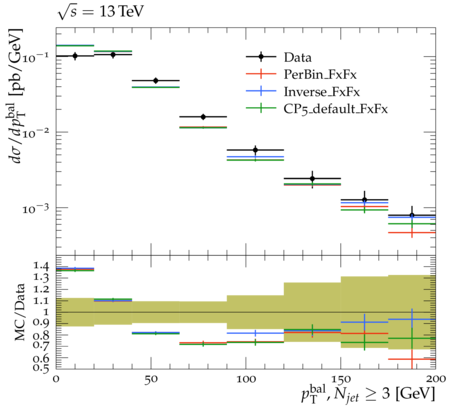 √s = 13 TeV
dσ/dp_T^bal [pb/GeV]
10⁻¹
10⁻²
10⁻³
Data
PerBin_FxFx
Inverse_FxFx
CP5_default_FxFx
MC/Data
1.4
1.3
1.2
1.1
1
0.9
0.8
0.7
0.6
0.5
0 50 100 150 200
p_T^bal, N_jet ≥ 3 [GeV]